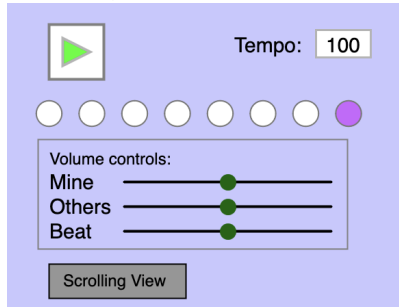 Tempo: 100
Volume controls:
Mine
Others
Beat
Scrolling View